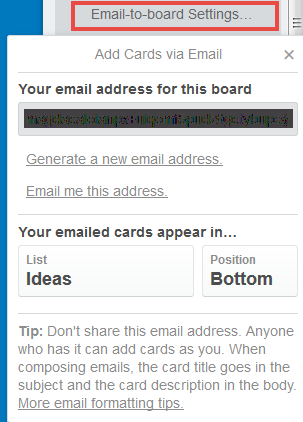 Email-to-board Settings…
Add Cards via Email
Your email address for this board
Generate a new email address.
Email me this address.
Your emailed cards appear in…
List
Ideas
Position
Bottom
Tip: Don't share this email address. Anyone
who has it can add cards as you. When
composing emails, the card title goes in the
subject and the card description in the body.
More email formatting tips.